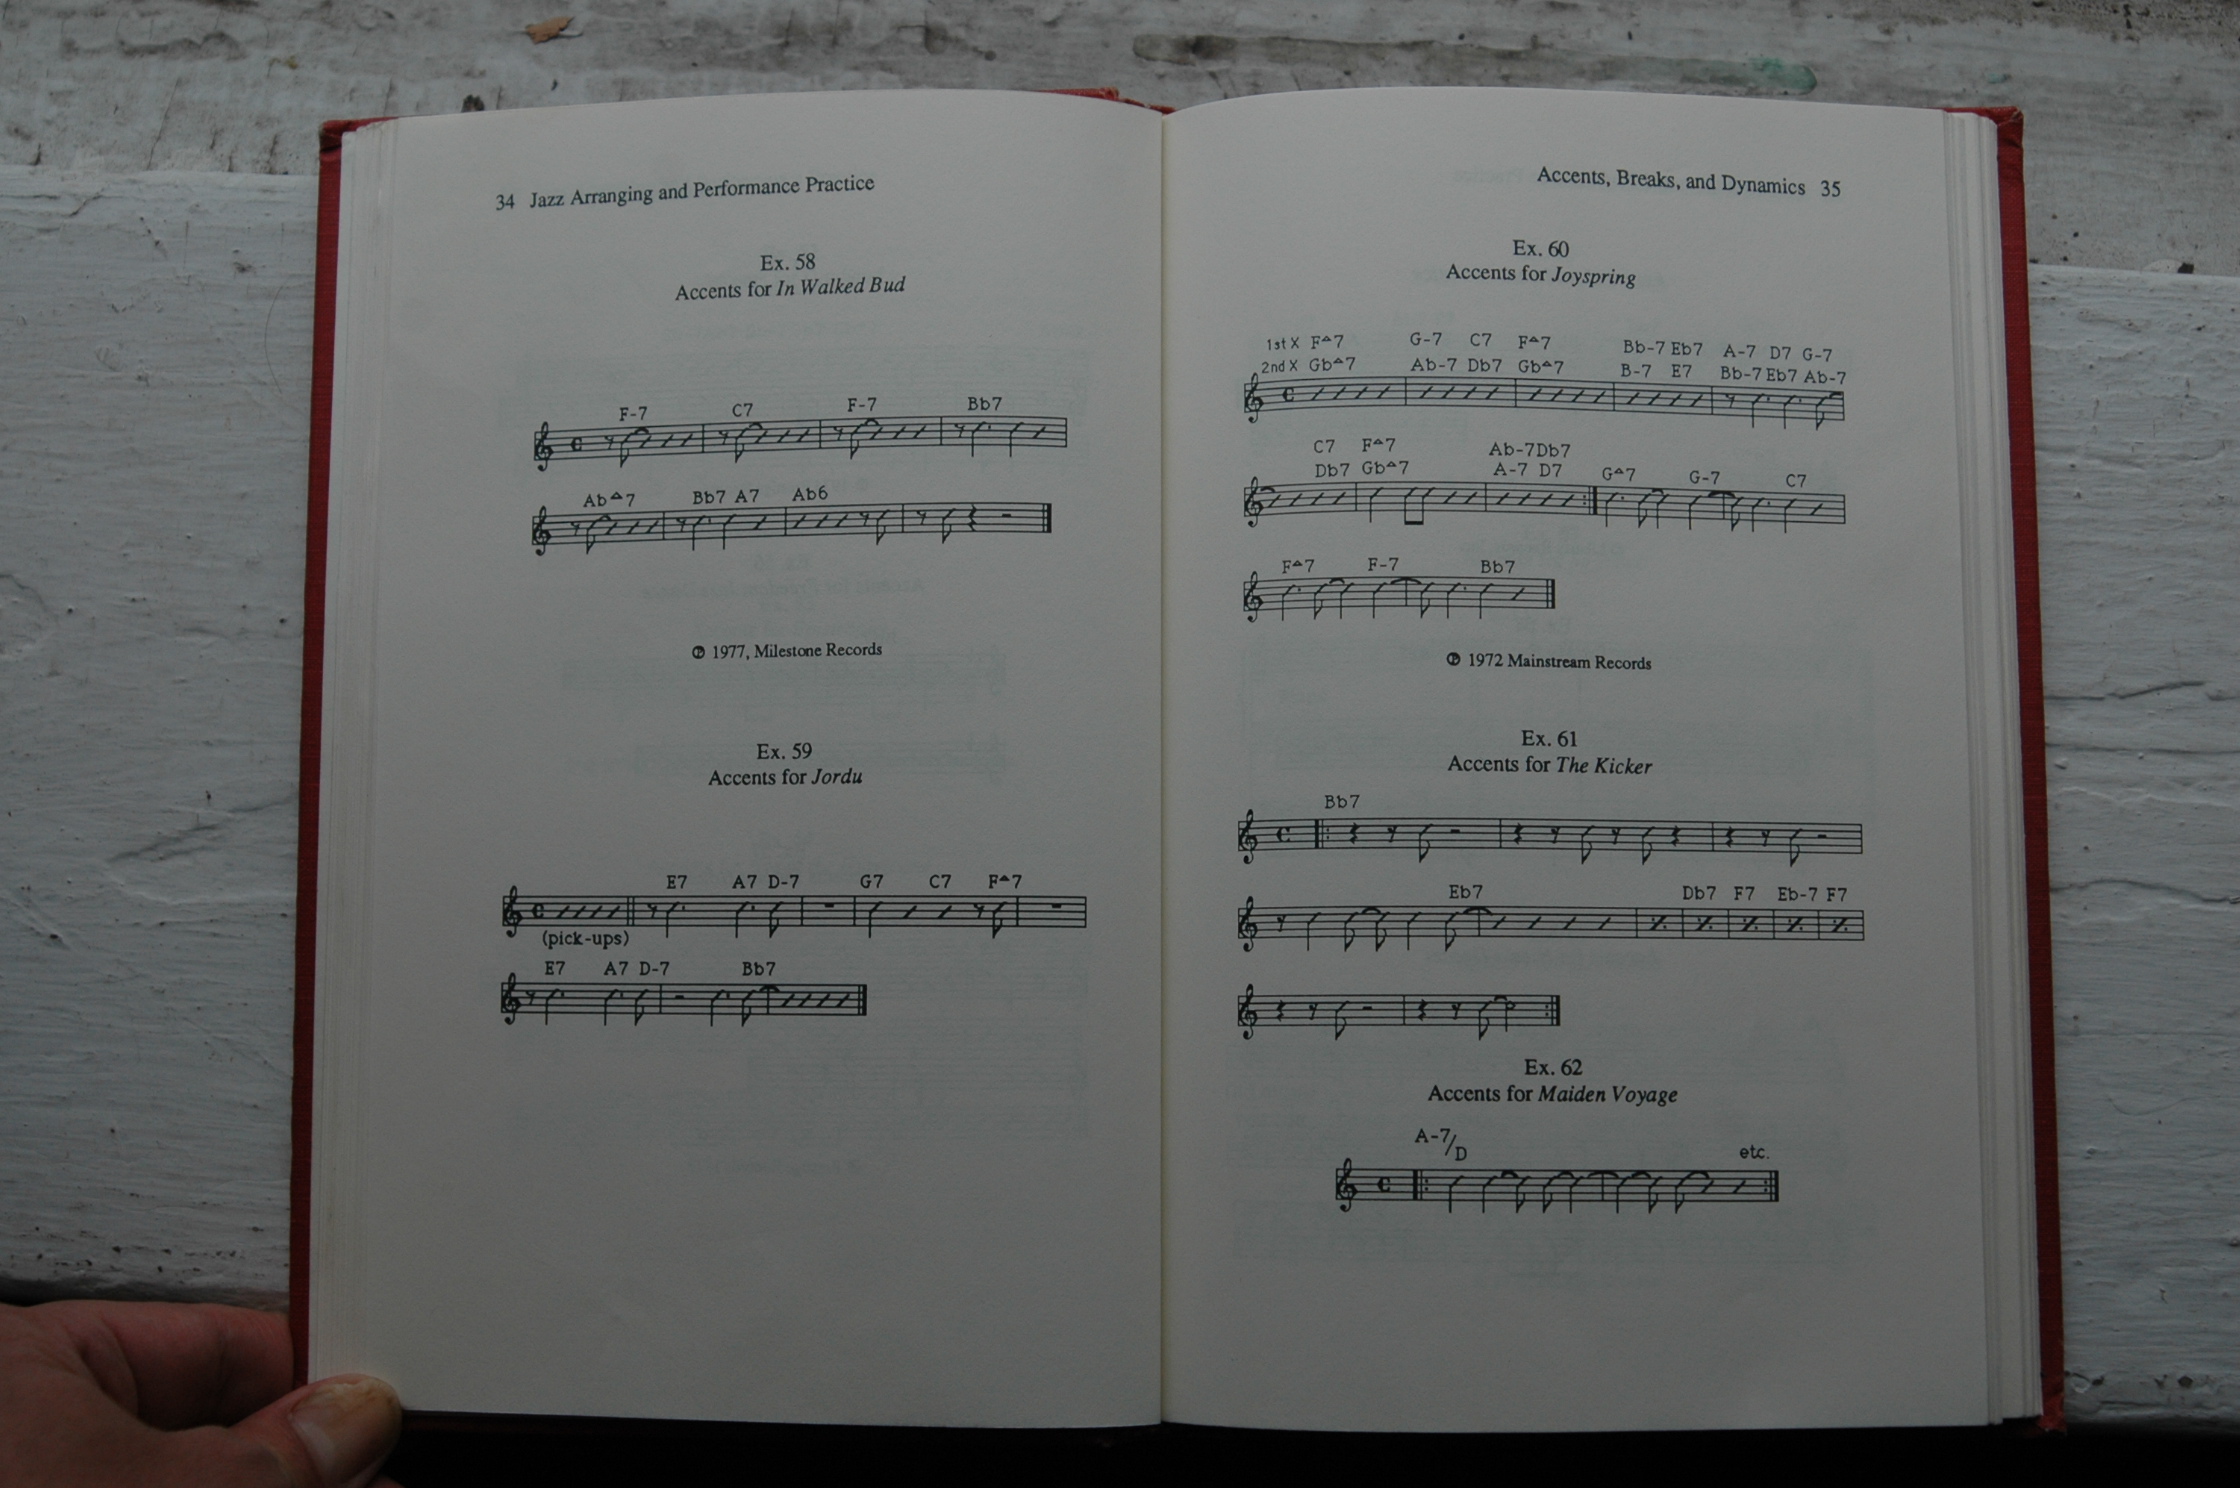 34 Jazz Arranging and Performance Practice
Ex. 58
Accents for In Walked Bud
F-7 C7 F-7 Bb7
Ab△7 Bb7 A7 Ab6
℗ 1977, Milestone Records
Ex. 59
Accents for Jordu
E7 A7 D-7 G7 C7 F△7
(pick-ups)
E7 A7 D-7 Bb7
Accents, Breaks, and Dynamics 35
Ex. 60
Accents for Joyspring
1st X F△7 G-7 C7 F△7 Bb-7 Eb7 A-7 D7 G-7
2nd X Gb△7 Ab-7 Db7 Gb△7 B-7 E7 Bb-7 Eb7 Ab-7
C7 F△7 Ab-7 Db7
Db7 Gb△7 A-7 D7 G△7 G-7 C7
F△7 F-7 Bb7
℗ 1972 Mainstream Records
Ex. 61
Accents for The Kicker
Bb7
Eb7 Db7 F7 Eb-7 F7
Ex. 62
Accents for Maiden Voyage
A-7/D etc.